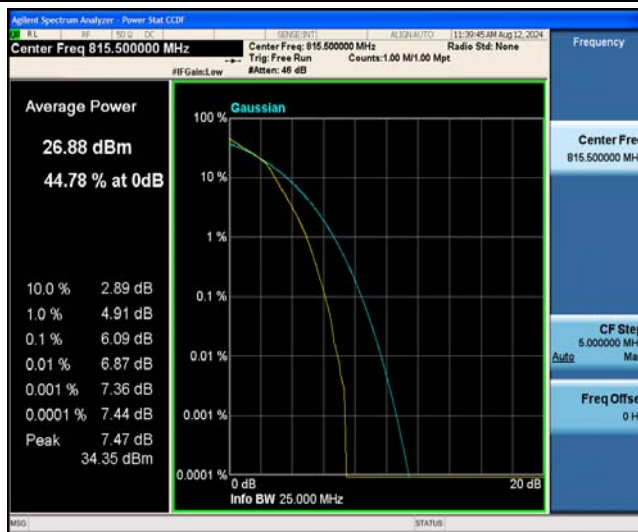 Agilent Spectrum Analyzer - Power Stat CCDF
RL RF 50 Ω DC SENSE:INT ALIGN AUTO 11:39:45 AM Aug 12, 2024
Center Freq 815.500000 MHz
Center Freq: 815.500000 MHz Radio Std: None
Trig: Free Run Counts:1.00 M/1.00 Mpt
#IFGain:Low #Atten: 46 dB
Frequency
Average Power
26.88 dBm
44.78 % at 0dB
10.0 % 2.89 dB
1.0 % 4.91 dB
0.1 % 6.09 dB
0.01 % 6.87 dB
0.001 % 7.36 dB
0.0001 % 7.44 dB
Peak 7.47 dB
34.35 dBm
Gaussian
100 %
10 %
1 %
0.1 %
0.01 %
0.001 %
0.0001 %
0 dB 20 dB
Info BW 25.000 MHz
Center Fre
815.500000 MH
CF Ste
5.000000 MH
Auto Ma
Freq Offse
0 H
MSG STATUS